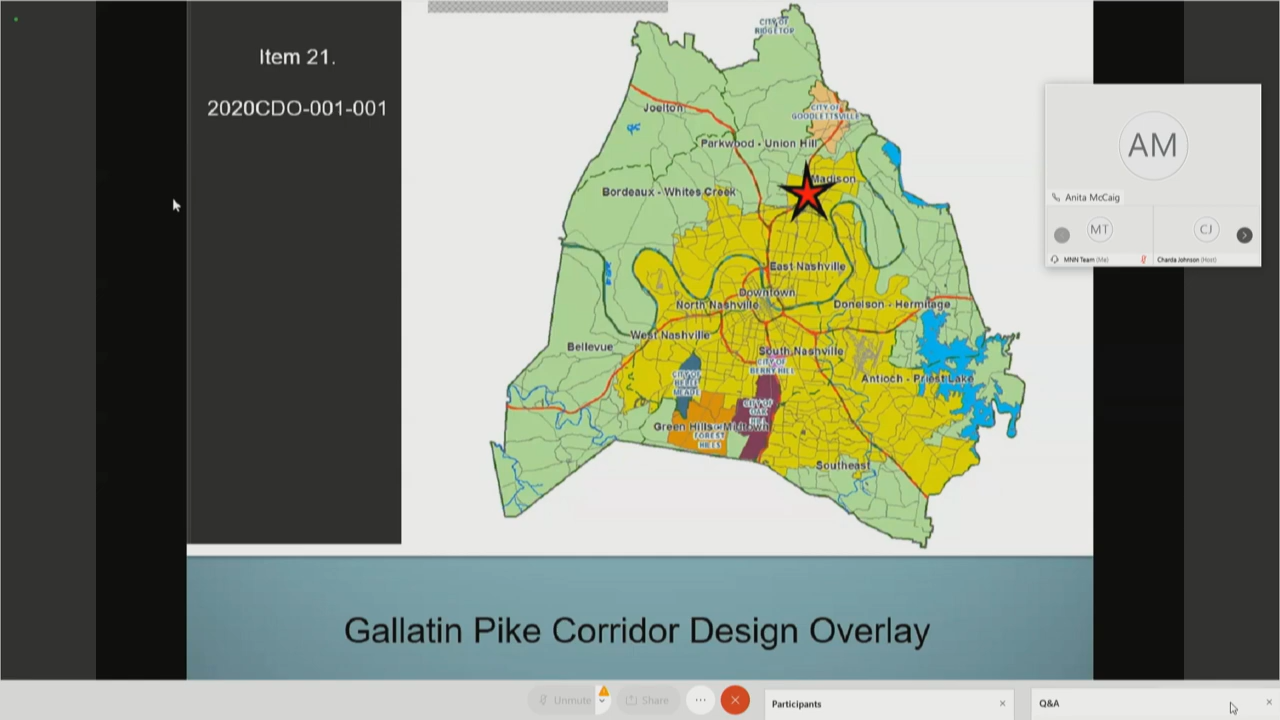 Item 21.
2020CDO-001-001
CITY OF
RIDGETOP
Joelton
CITY OF
GOODLETTSVILLE
Parkwood - Union Hill
Madison
Bordeaux - Whites Creek
East Nashville
Downtown
North Nashville
Donelson - Hermitage
West Nashville
Bellevue
South Nashville
CITY OF
BERRY HILL
CITY OF
BELLE
MEADE
Antioch - Priest Lake
CITY OF
OAK
HILL
Green Hills - Midtown
FOREST
HILLS
Southeast
Gallatin Pike Corridor Design Overlay
AM
Anita McCaig
MT
CJ
MNN Team (Me)
Charda Johnson (Host)
Unmute
Share
Participants
Q&A